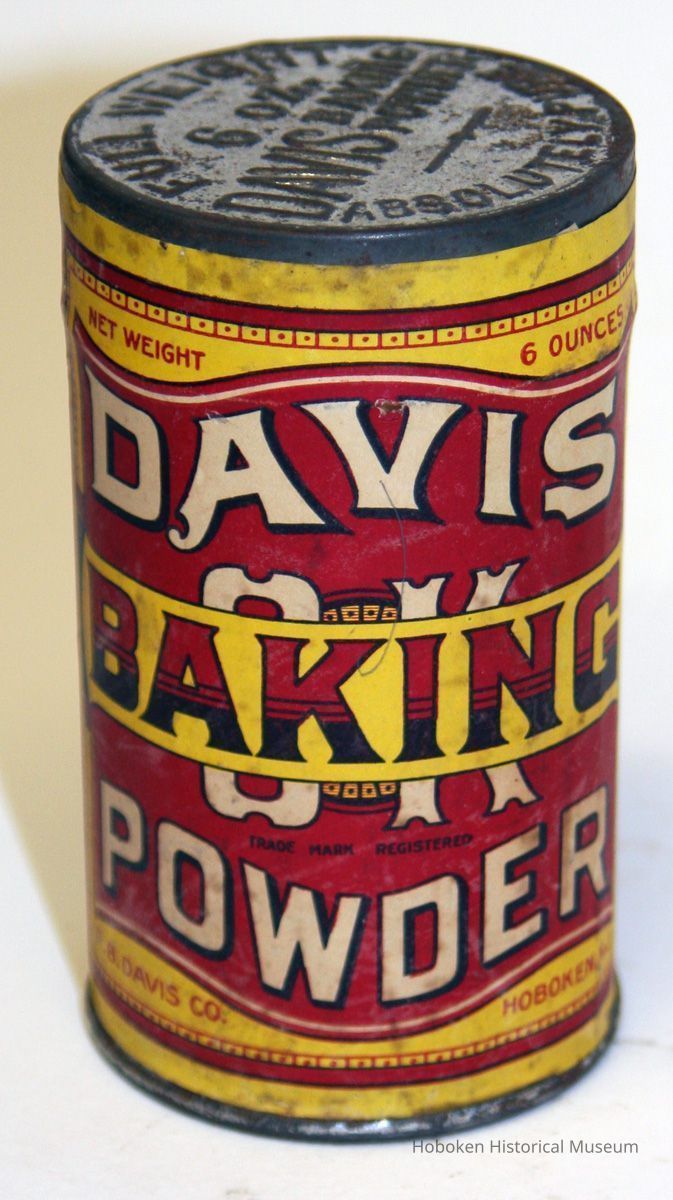 FULL WEIGHT
6 OZ.
DAVIS BAKING POWDER
ABSOLUTELY
NET WEIGHT 6 OUNCES
DAVIS
O K
BAKING
TRADE MARK REGISTERED
POWDER
DAVIS CO. HOBOKEN,
Hoboken Historical Museum